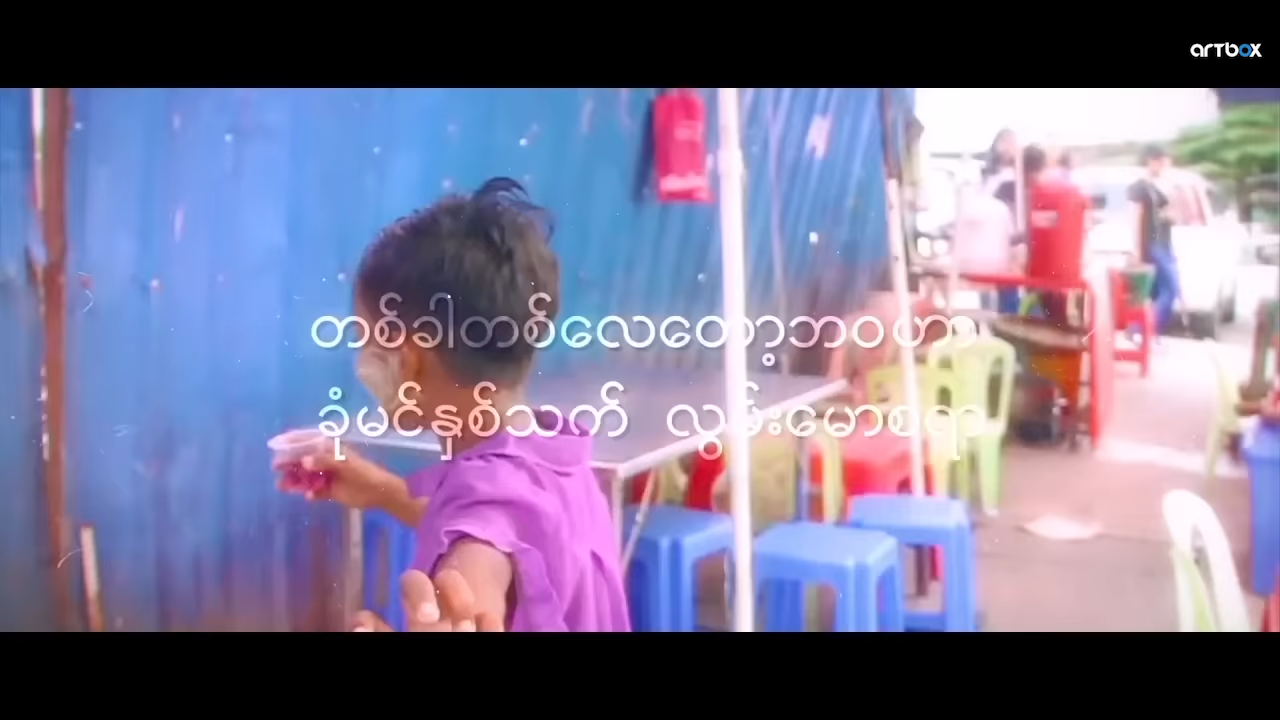 artbox
တစ်ခါတစ်လေတော့ဘဝဟာ
ခုံမင်နှစ်သက် လွမ်းမောစရာ